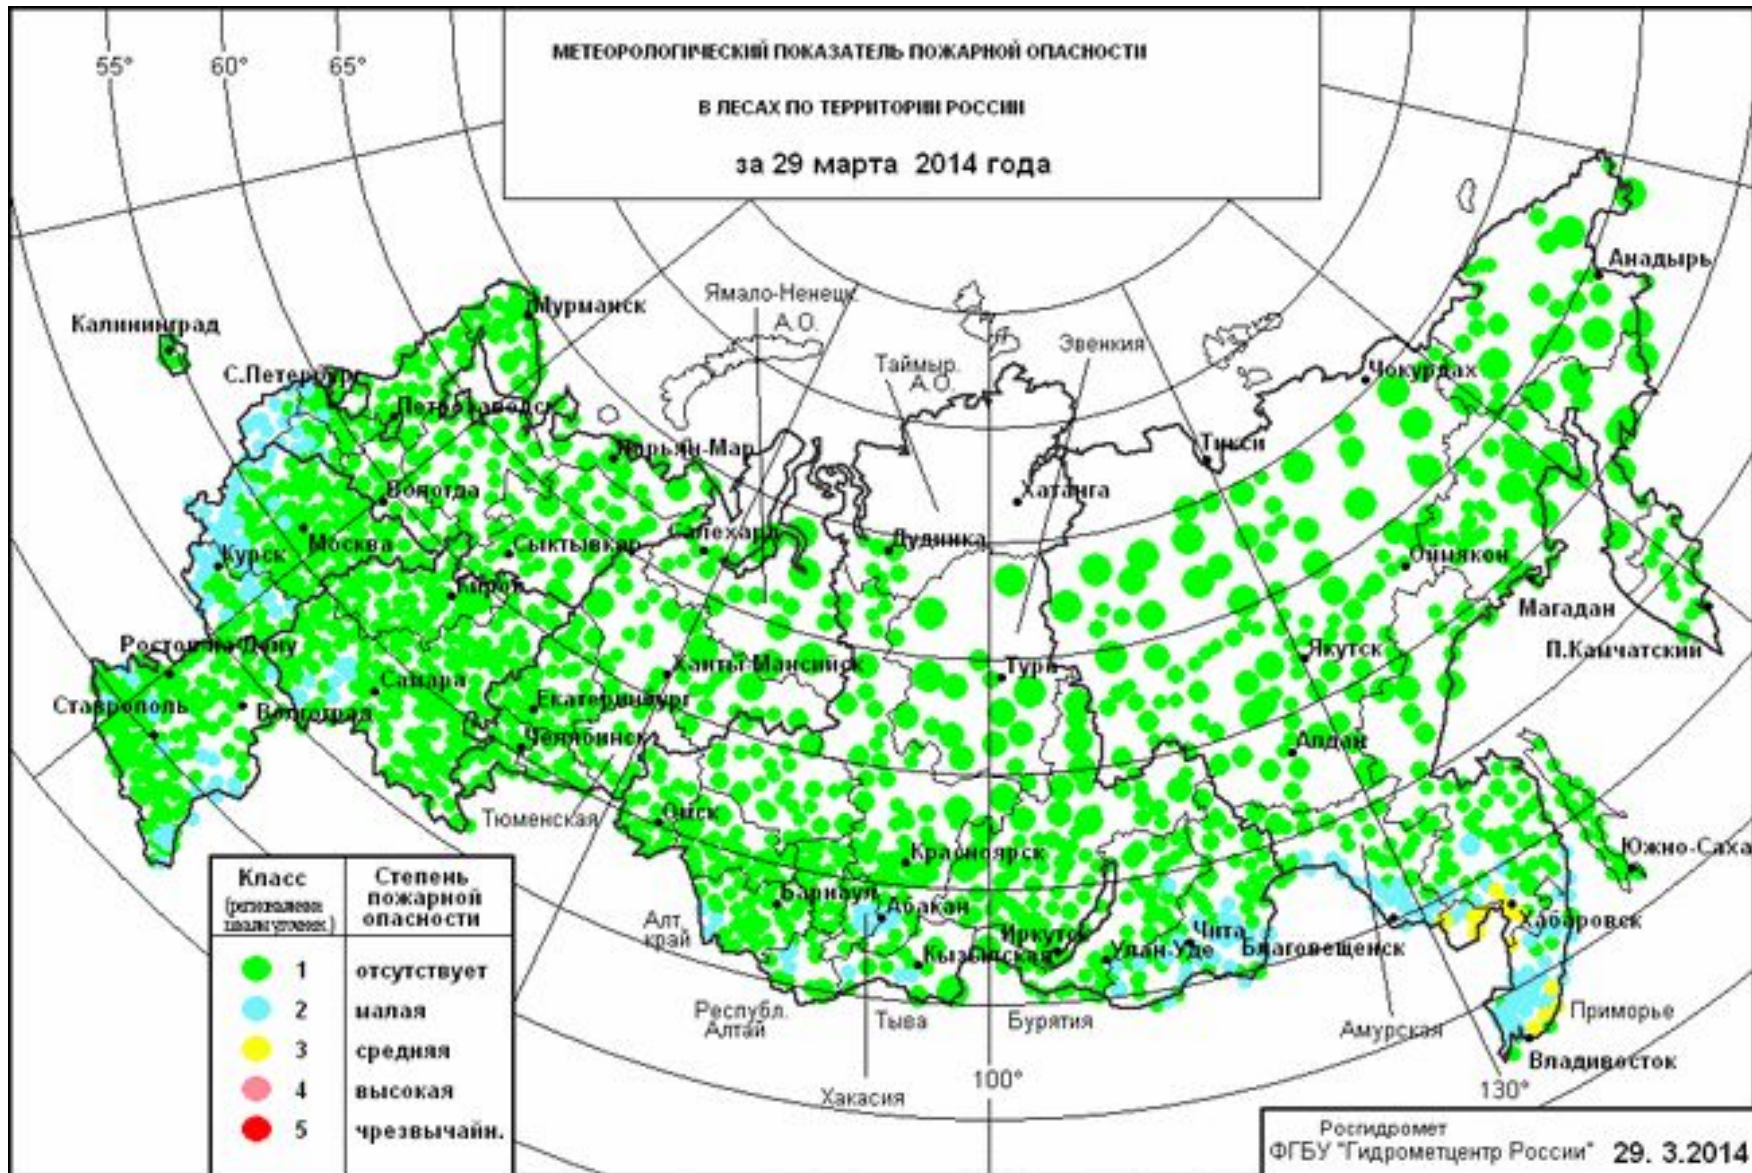 МЕТЕОРОЛОГИЧЕСКИЙ ПОКАЗАТЕЛЬ ПОЖАРНОЙ ОПАСНОСТИ
В ЛЕСАХ ПО ТЕРРИТОРИИ РОССИИ
за 29 марта 2014 года
55° 60° 65°
Анадырь
Ямало-Ненецк.
А.О.
Мурманск
Калининград
Эвенкия
Таймыр.
А.О.
С.Петербург
Чокурдах
Петрозаводск
Тикси
Нарьян-Мар
Вологда
Хатанга
Салехард
Дудинка
Москва
Сыктывкар
Курск
Оймякон
Киров
Магадан
Ростов-на-Дону
Якутск
П.Камчатский
Ханты-Мансийск
Тура
Самара
Екатеринбург
Ставрополь
Волгоград
Челябинск
Алдан
Тюменская
Омск
Красноярск
Южно-Саха
Барнаул
Абакан
Хабаровск
Алт.
край
Иркутск
Чита
Кызыл
Улан-Уде
Благовещенск
Республ.
Алтай
Тыва
Бурятия
Амурская
Приморье
Владивосток
100°
130°
Хакасия
Класс
Степень
пожарной
опасности
1 отсутствует
2 малая
3 средняя
4 высокая
5 чрезвычайн.
Росгидромет
ФГБУ "Гидрометцентр России" 29. 3.2014